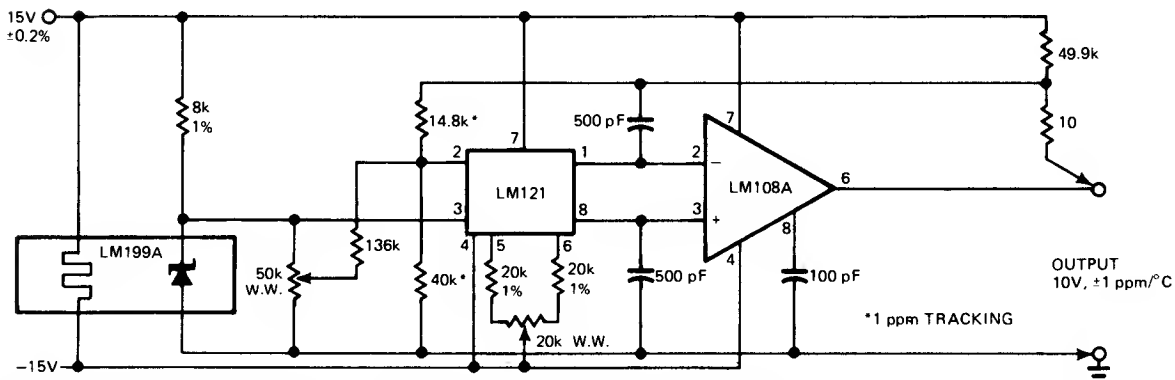 15V
±0.2%
49.9k
8k
1%
14.8k*
500 pF
10
7
7
2
1
2
−
LM121
LM108A
6
3
8
3
+
LM199A
4
5
6
8
4
136k
50k
W.W.
40k*
20k
1%
20k
1%
500 pF
100 pF
OUTPUT
10V, ±1 ppm/°C
*1 ppm TRACKING
20k W.W.
−15V